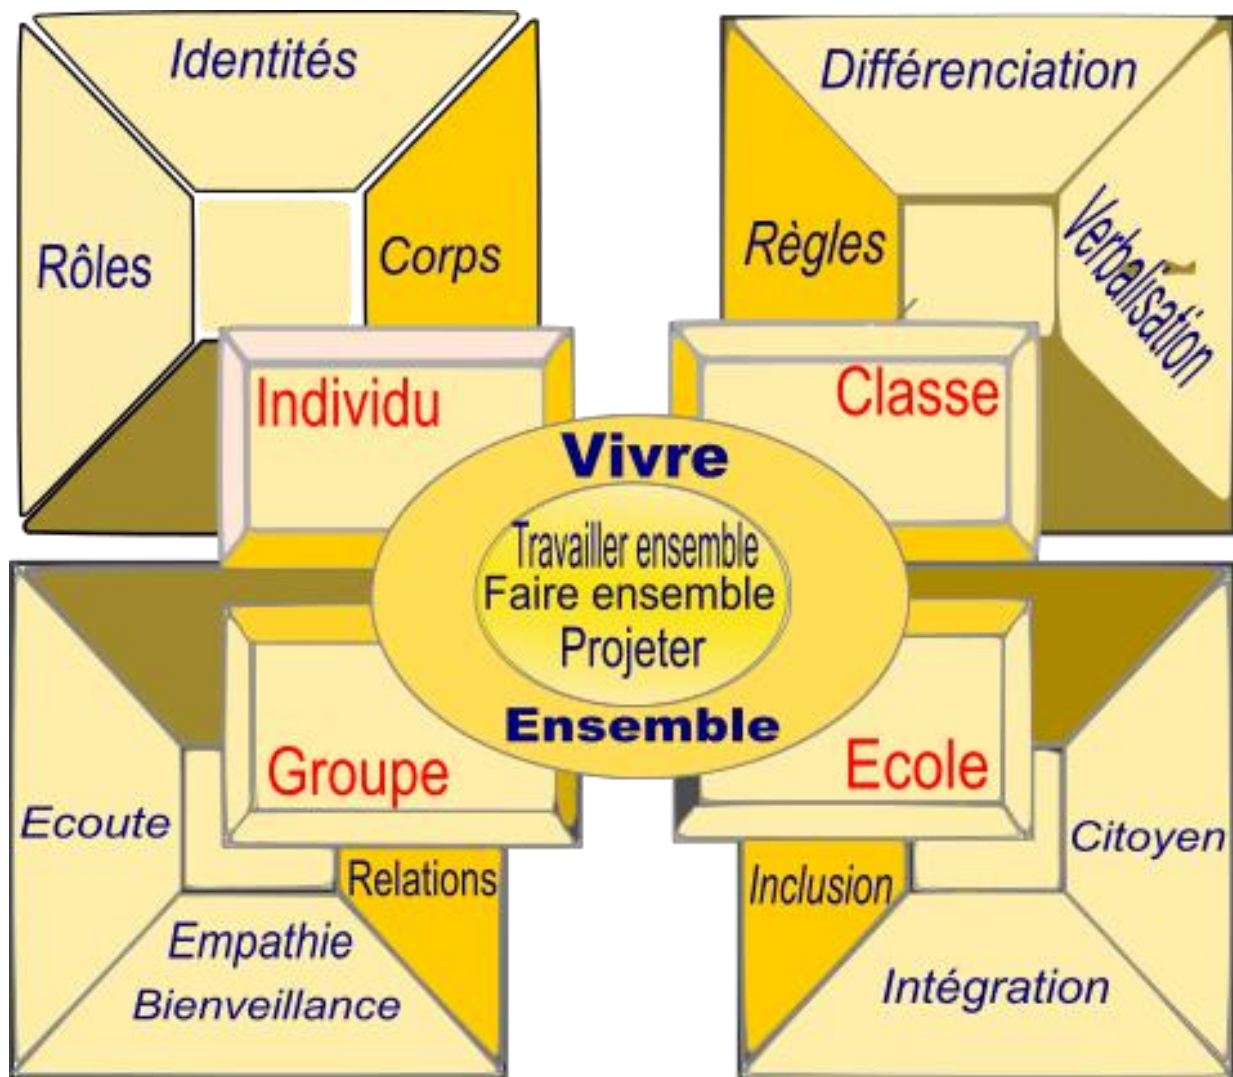 Identités
Rôles
Corps
Individu
Différenciation
Règles
Verbalisation
Classe
Vivre
Travailler ensemble
Faire ensemble
Projeter
Ensemble
Groupe
Ecoute
Relations
Empathie
Bienveillance
Ecole
Citoyen
Inclusion
Intégration